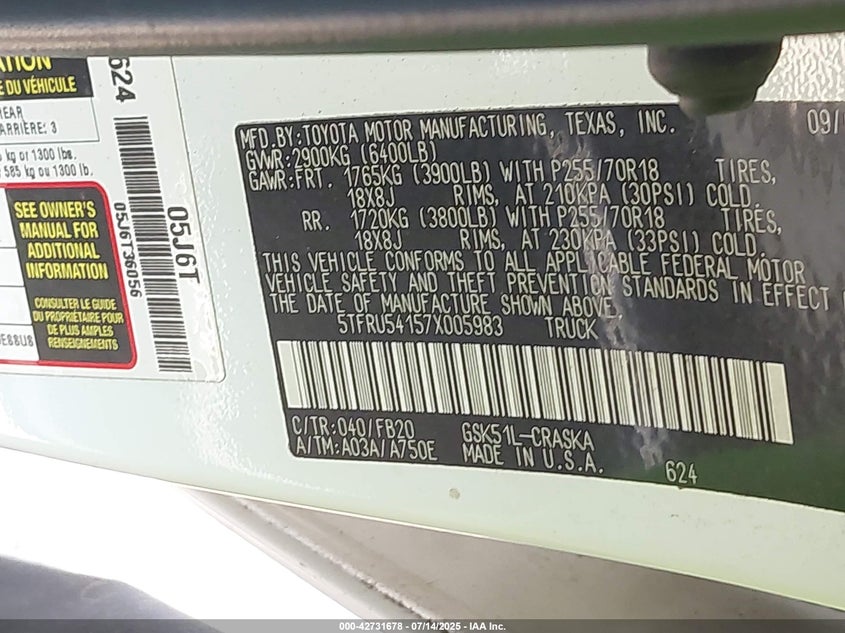 ATION
E DU VÉHICULE
REAR
ARRIÈRE: 3
kg or 1300 lbs.
585 kg ou 1300 lb.
SEE OWNER'S
MANUAL FOR
ADDITIONAL
INFORMATION
CONSULTER LE GUIDE
DU PROPRIÉTAIRE POUR
DE PLUS AMPLES
RENSEIGNEMENTS
E88U8
624
05J6T36056
05J6T
MFD.BY:TOYOTA MOTOR MANUFACTURING, TEXAS, INC. 09/
GVWR:2900KG (6400LB)
GAWR:FRT. 1765KG (3900LB) WITH P255/70R18 TIRES,
18X8J RIMS, AT 210KPA (30PSI) COLD.
RR. 1720KG (3800LB) WITH P255/70R18 TIRES,
18X8J RIMS, AT 230KPA (33PSI) COLD.
THIS VEHICLE CONFORMS TO ALL APPLICABLE FEDERAL MOTOR
VEHICLE SAFETY AND THEFT PREVENTION STANDARDS IN EFFECT
THE DATE OF MANUFACTURE SHOWN ABOVE.
5TFRU54157X005983 TRUCK
C/TR:040/FB20 GSK51L-CRASKA
A/TM:A03A/A750E MADE IN U.S.A.
624
000-42731678 - 07/14/2025 - IAA Inc.